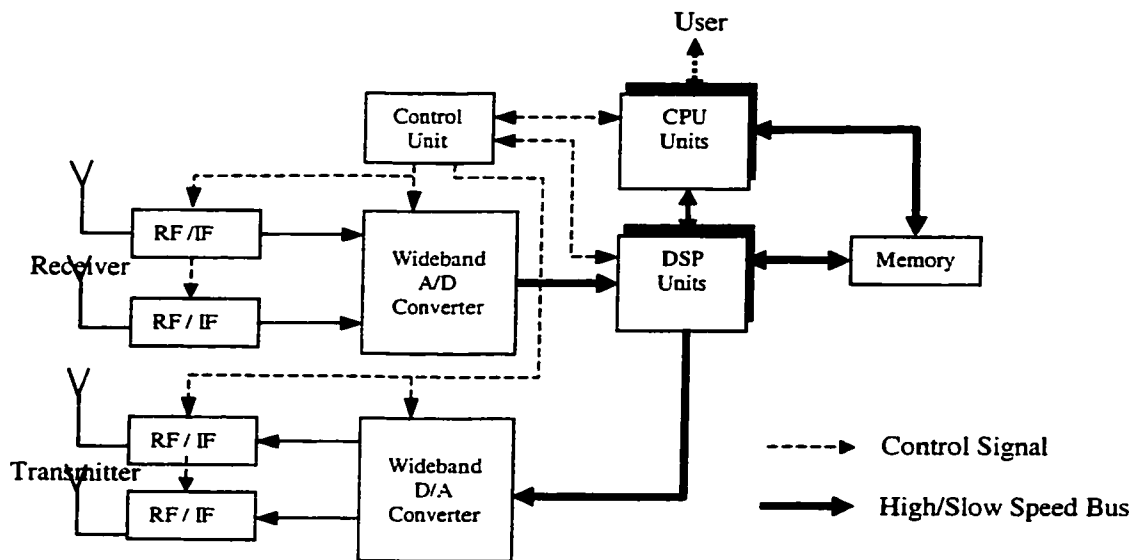 User
Control
Unit
CPU
Units
RF /IF
Receiver
RF / IF
Wideband
A/D
Converter
DSP
Units
Memory
RF / IF
Transmitter
RF / IF
Wideband
D/A
Converter
Control Signal
High/Slow Speed Bus